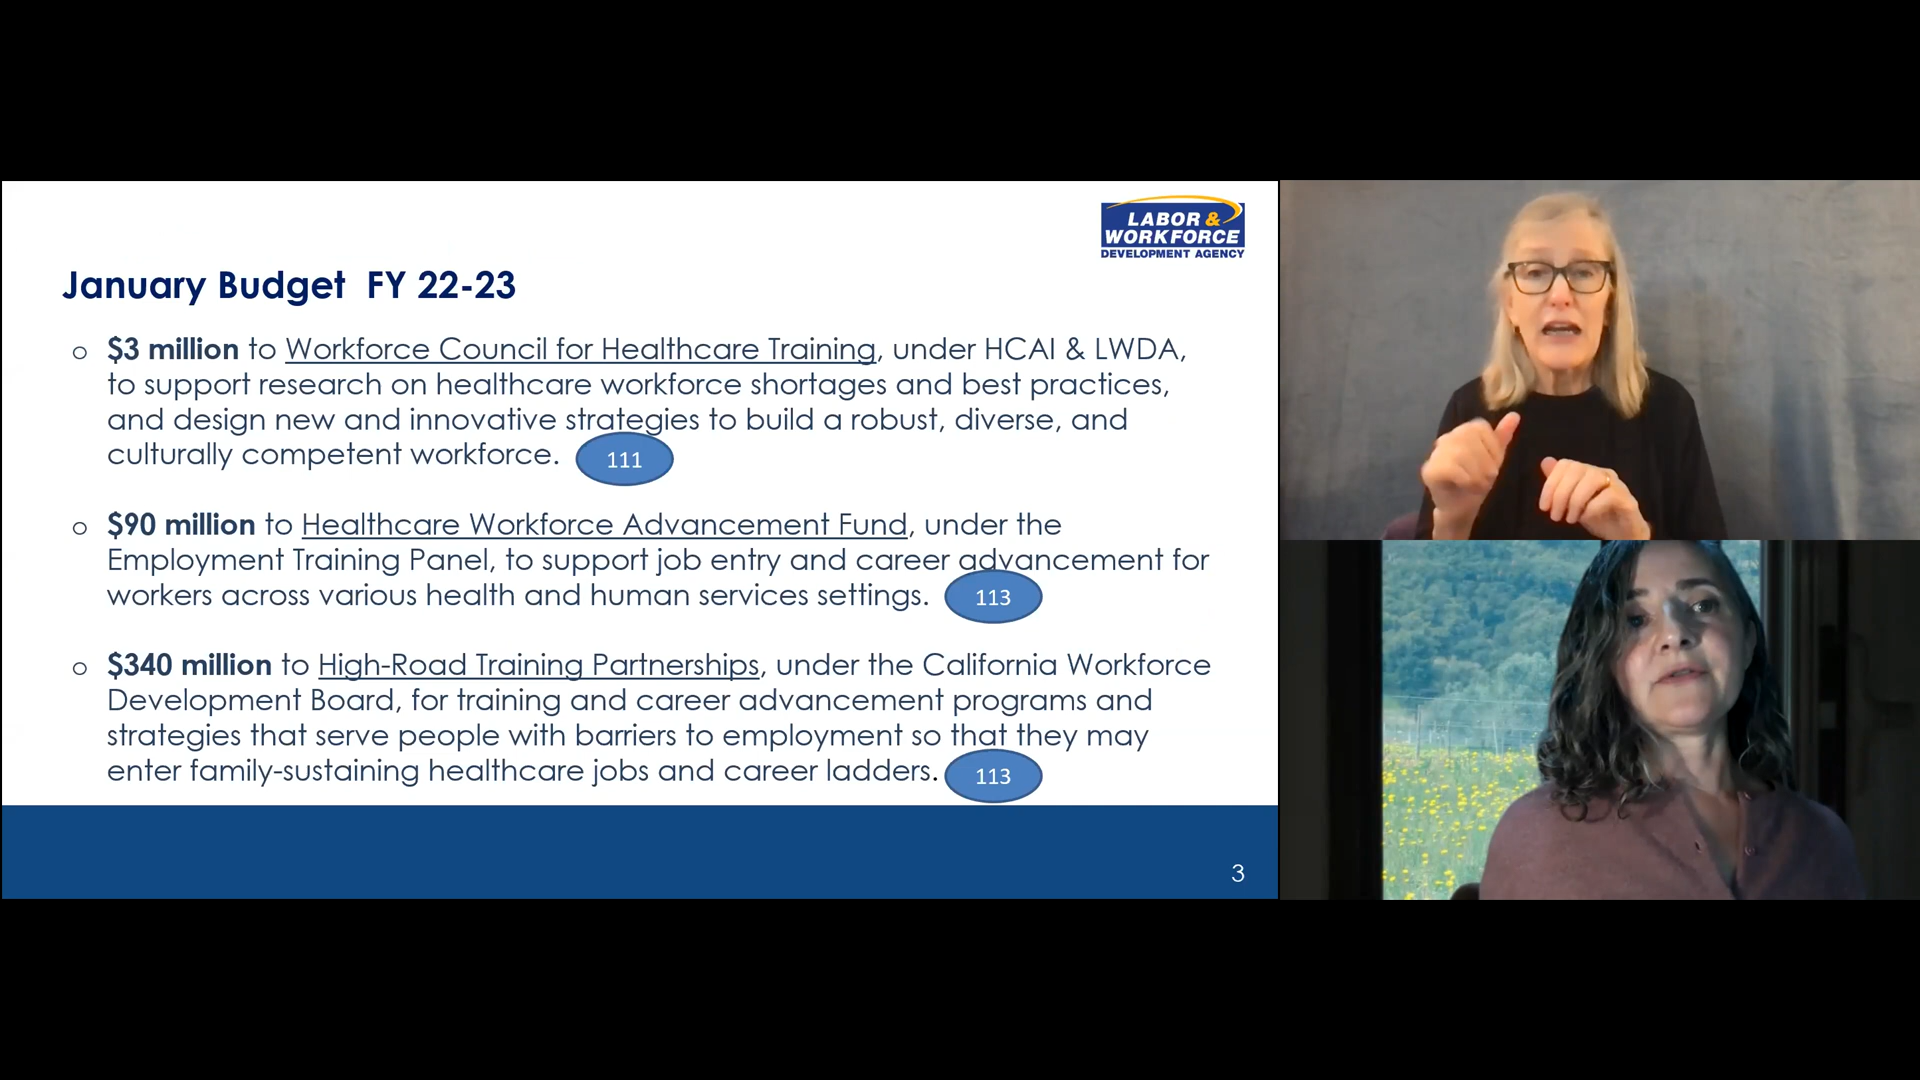 LABOR &
WORKFORCE
DEVELOPMENT AGENCY
January Budget FY 22-23
o $3 million to Workforce Council for Healthcare Training, under HCAI & LWDA,
to support research on healthcare workforce shortages and best practices,
and design new and innovative strategies to build a robust, diverse, and
culturally competent workforce. 111
o $90 million to Healthcare Workforce Advancement Fund, under the
Employment Training Panel, to support job entry and career advancement for
workers across various health and human services settings. 113
o $340 million to High-Road Training Partnerships, under the California Workforce
Development Board, for training and career advancement programs and
strategies that serve people with barriers to employment so that they may
enter family-sustaining healthcare jobs and career ladders. 113
3